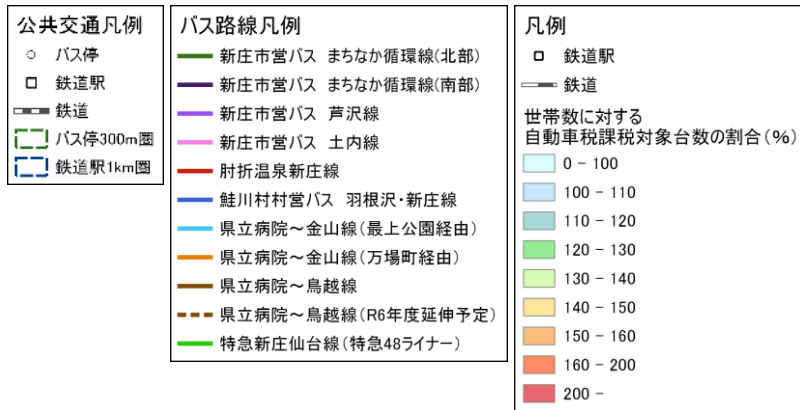 公共交通凡例
バス停
鉄道駅
鉄道
バス停300m圏
鉄道駅1km圏
バス路線凡例
新庄市営バス まちなか循環線(北部)
新庄市営バス まちなか循環線(南部)
新庄市営バス 芦沢線
新庄市営バス 土内線
肘折温泉新庄線
鮭川村村営バス 羽根沢・新庄線
県立病院~金山線(最上公園経由)
県立病院~金山線(万場町経由)
県立病院~鳥越線
県立病院~鳥越線(R6年度延伸予定)
特急新庄仙台線(特急48ライナー)
凡例
鉄道駅
鉄道
世帯数に対する
自動車税課税対象台数の割合(%)
0 - 100
100 - 110
110 - 120
120 - 130
130 - 140
140 - 150
150 - 160
160 - 200
200 -